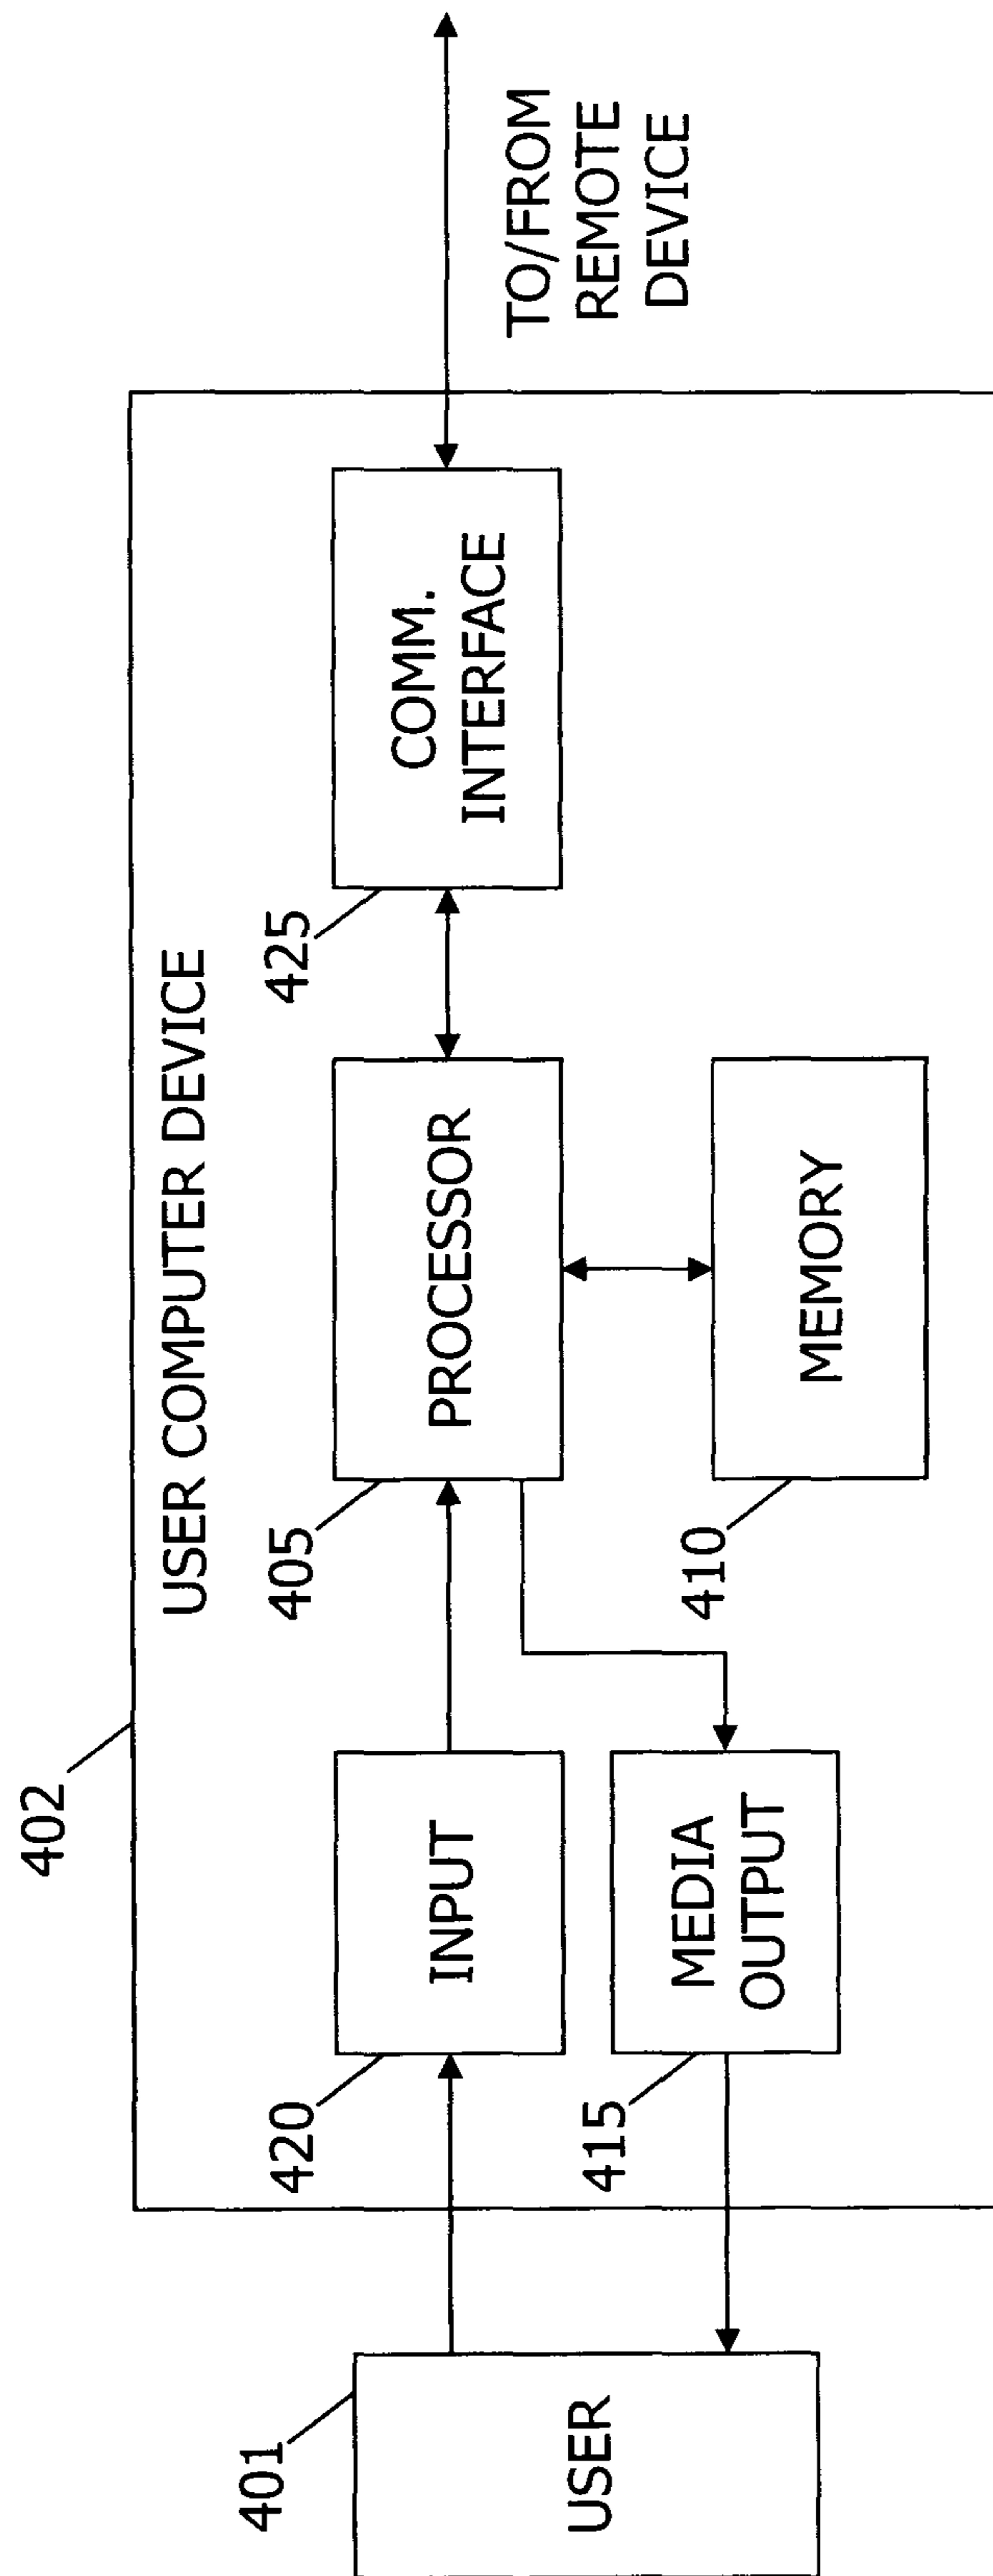 402
USER COMPUTER DEVICE
401
USER
420
INPUT
415
MEDIA
OUTPUT
405
PROCESSOR
410
MEMORY
425
COMM.
INTERFACE
TO/FROM
REMOTE
DEVICE